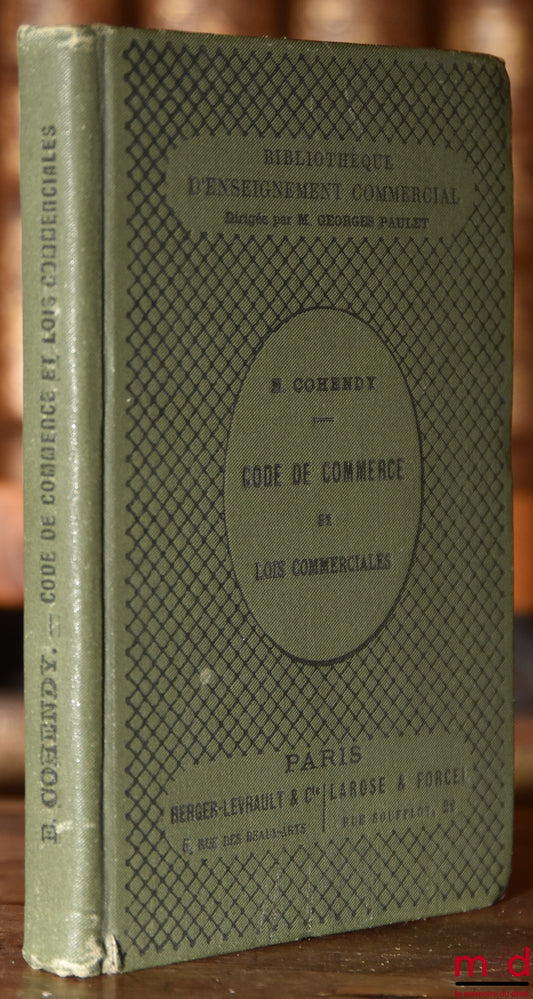 E. COHENDY. — CODE DE COMMERCE ET LOIS COMMERCIALES
BIBLIOTHÈQUE
D'ENSEIGNEMENT COMMERCIAL
Dirigée par M. GEORGES PAULET
E. COHENDY
CODE DE COMMERCE
ET
LOIS COMMERCIALES
PARIS
BERGER-LEVRAULT & Cie
5, RUE DES BEAUX-ARTS
LAROSE & FORCEL
RUE SOUFFLOT, 22
m d